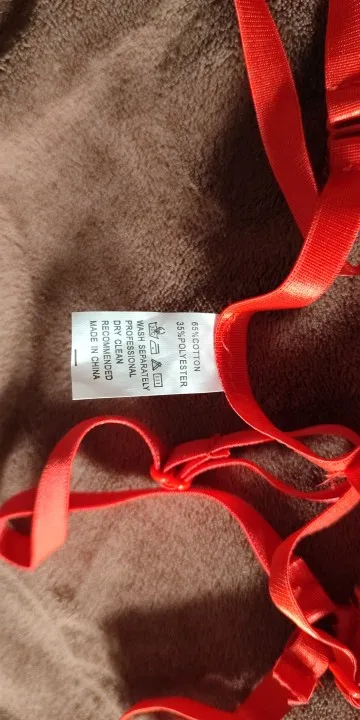 65%COTTON
35%POLYESTER
WASH SEPARATELY
PROFESSIONAL
DRY CLEAN
RECOMMENDED
MADE IN CHINA